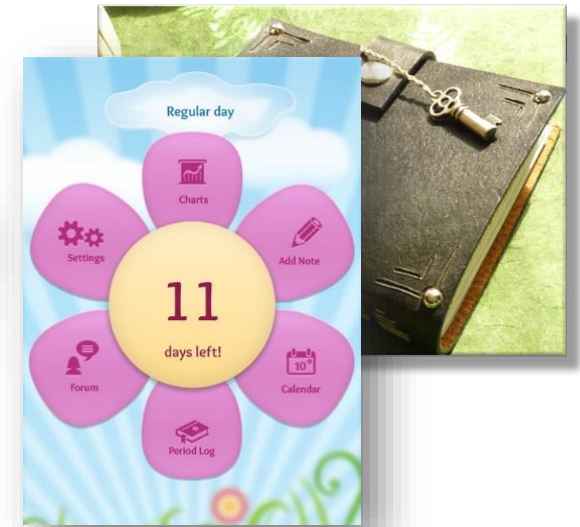 Regular day
Charts
Settings
Add Note
11
days left!
Forum
10
Calendar
Period Log